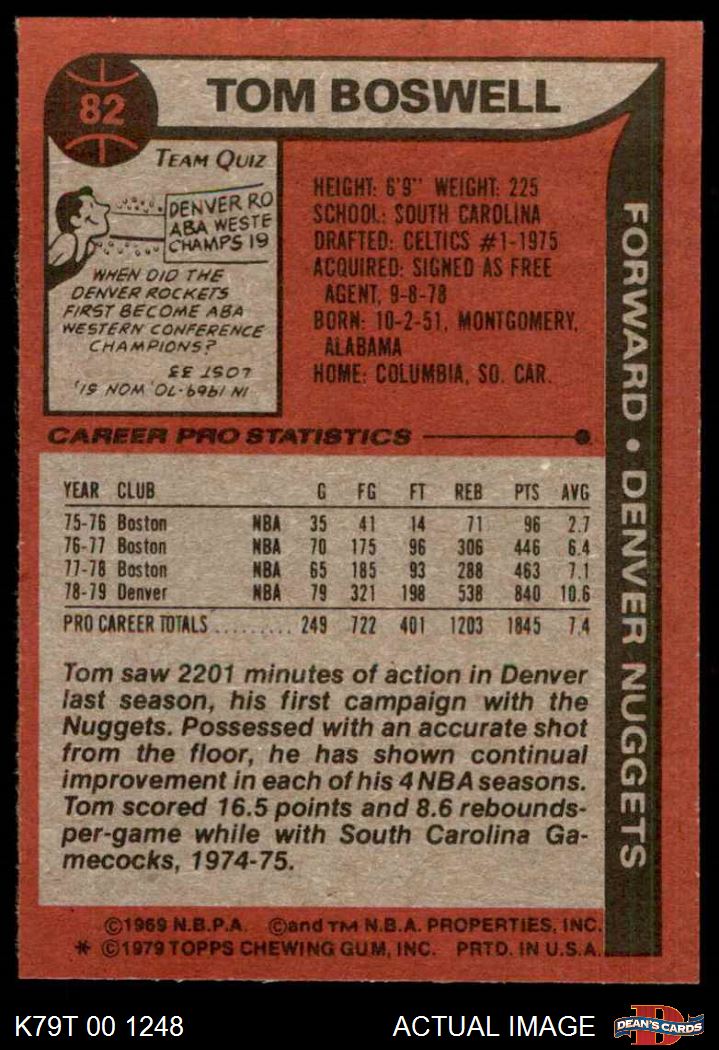 82
TOM BOSWELL
TEAM QUIZ
DENVER RO
ABA WESTE
CHAMPS 19
WHEN DID THE
DENVER ROCKETS
FIRST BECOME ABA
WESTERN CONFERENCE
CHAMPIONS?
IN 1969-70. WON 51,
LOST 33
HEIGHT: 6'9" WEIGHT: 225
SCHOOL: SOUTH CAROLINA
DRAFTED: CELTICS #1-1975
ACQUIRED: SIGNED AS FREE
AGENT, 9-8-78
BORN: 10-2-51, MONTGOMERY,
ALABAMA
HOME: COLUMBIA, SO. CAR.
FORWARD • DENVER NUGGETS
CAREER PRO STATISTICS
YEAR CLUB G FG FT REB PTS AVG
75-76 Boston NBA 35 41 14 71 96 2.7
76-77 Boston NBA 70 175 96 306 446 6.4
77-78 Boston NBA 65 185 93 288 463 7.1
78-79 Denver NBA 79 321 198 538 840 10.6
PRO CAREER TOTALS......... 249 722 401 1203 1845 7.4
Tom saw 2201 minutes of action in Denver
last season, his first campaign with the
Nuggets. Possessed with an accurate shot
from the floor, he has shown continual
improvement in each of his 4 NBA seasons.
Tom scored 16.5 points and 8.6 rebounds-
per-game while with South Carolina Ga-
mecocks, 1974-75.
©1969 N.B.P.A. ©and TM N.B.A. PROPERTIES, INC.
* ©1979 TOPPS CHEWING GUM, INC. PRTD. IN U.S.A.
K79T 00 1248
ACTUAL IMAGE
D
DEAN'S CARDS